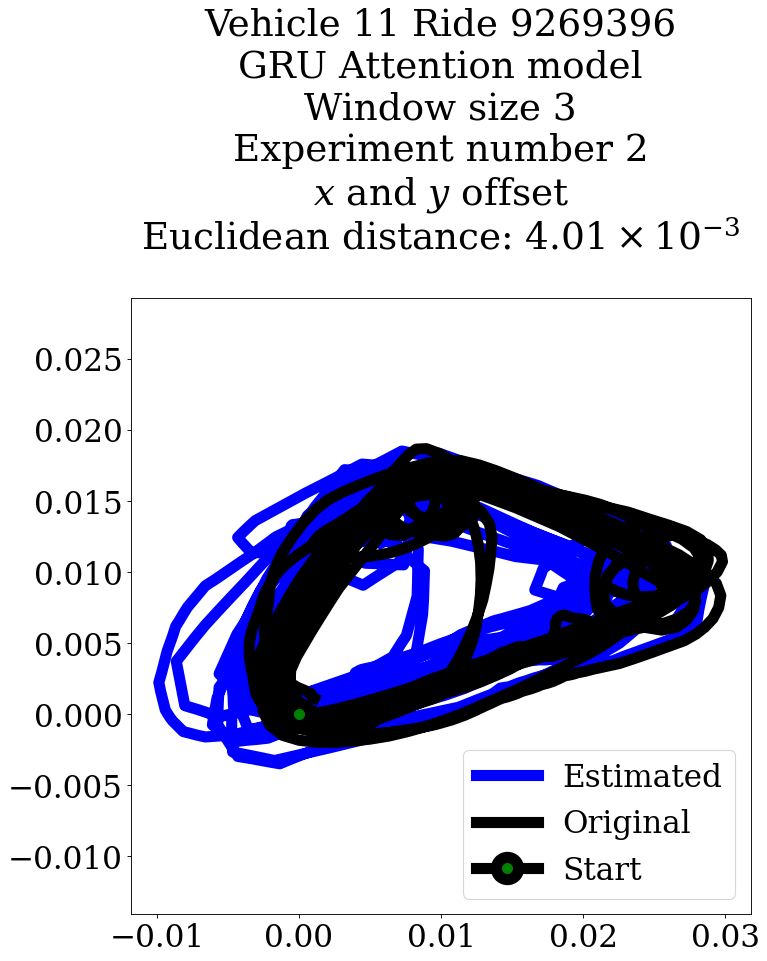 Vehicle 11 Ride 9269396
GRU Attention model
Window size 3
Experiment number 2
x and y offset
Euclidean distance: 4.01 × 10⁻³
0.025
0.020
0.015
0.010
0.005
0.000
−0.005
−0.010
Estimated
Original
Start
−0.01 0.00 0.01 0.02 0.03